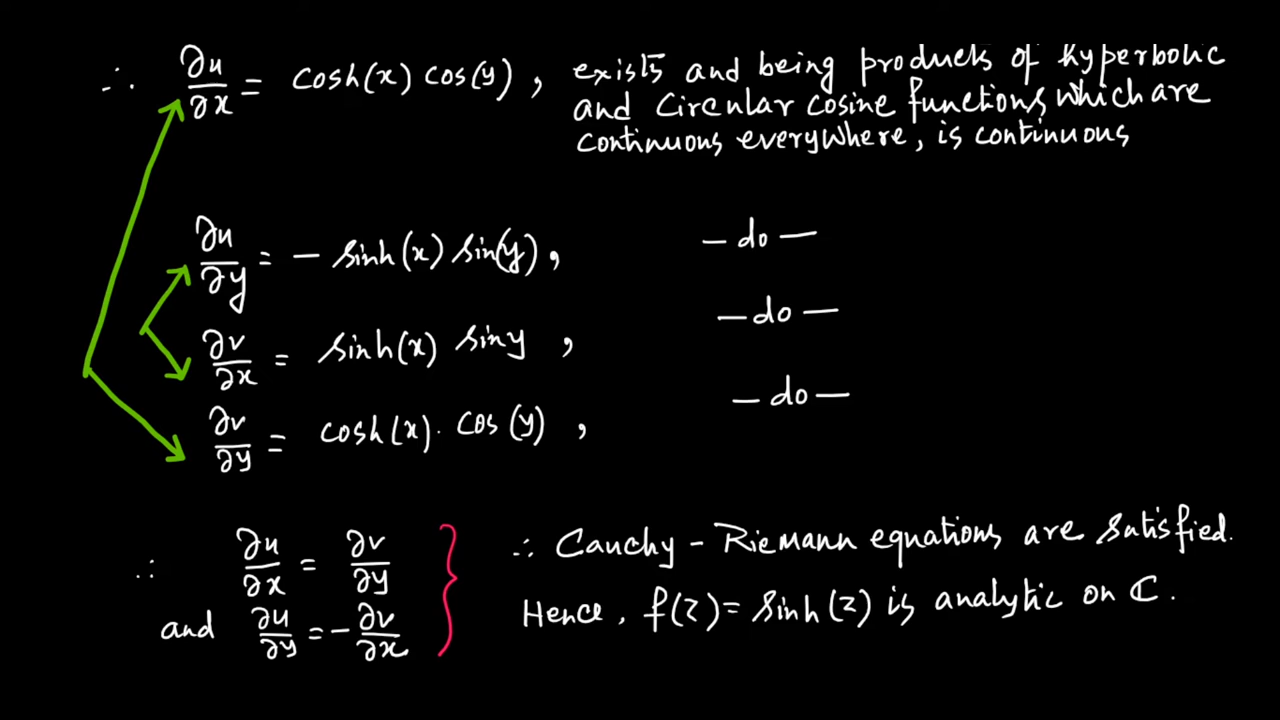 ∴ ∂u/∂x = cosh(x) cos(y), exists and being products of hyperbolic
and circular cosine functions, which are
continuous everywhere, is continuous
∂u/∂y = − sinh(x) sin(y), — do —
∂v/∂x = sinh(x) sin y, — do —
∂v/∂y = cosh(x) · cos(y), — do —
∴ ∂u/∂x = ∂v/∂y ∴ Cauchy – Riemann equations are satisfied.
and ∂u/∂y = − ∂v/∂x Hence, f(z) = sinh(z) is analytic on ℂ.